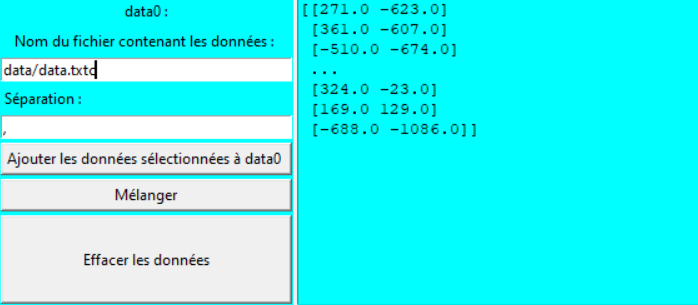 data0 :
Nom du fichier contenant les données :
data/data.txtd
Séparation :
,
Ajouter les données sélectionnées à data0
Mélanger
Effacer les données
[[271.0 -623.0]
[361.0 -607.0]
[-510.0 -674.0]
...
[324.0 -23.0]
[169.0 129.0]
[-688.0 -1086.0]]